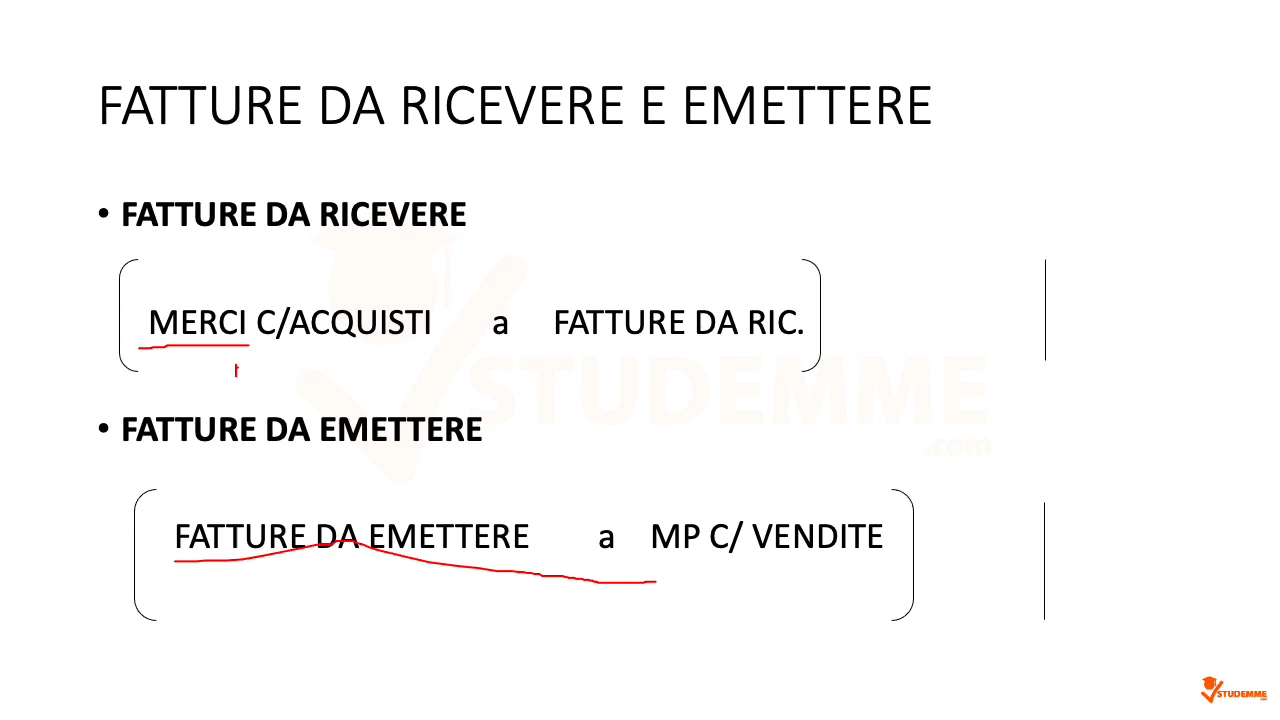 FATTURE DA RICEVERE E EMETTERE
• FATTURE DA RICEVERE
MERCI C/ACQUISTI a FATTURE DA RIC.
STUDEMME
.com
• FATTURE DA EMETTERE
FATTURE DA EMETTERE a MP C/ VENDITE
STUDEMME